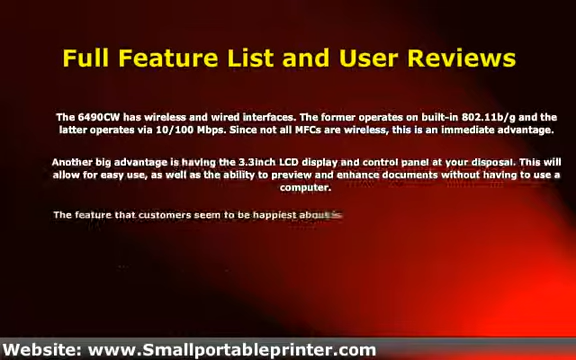 Full Feature List and User Reviews
The 6490CW has wireless and wired interfaces. The former operates on built-in 802.11b/g and the
latter operates via 10/100 Mbps. Since not all MFCs are wireless, this is an immediate advantage.
Another big advantage is having the 3.3inch LCD display and control panel at your disposal. This will
allow for easy use, as well as the ability to preview and enhance documents without having to use a
computer.
The feature that customers seem to be happiest about is
Website: www.Smallportableprinter.com